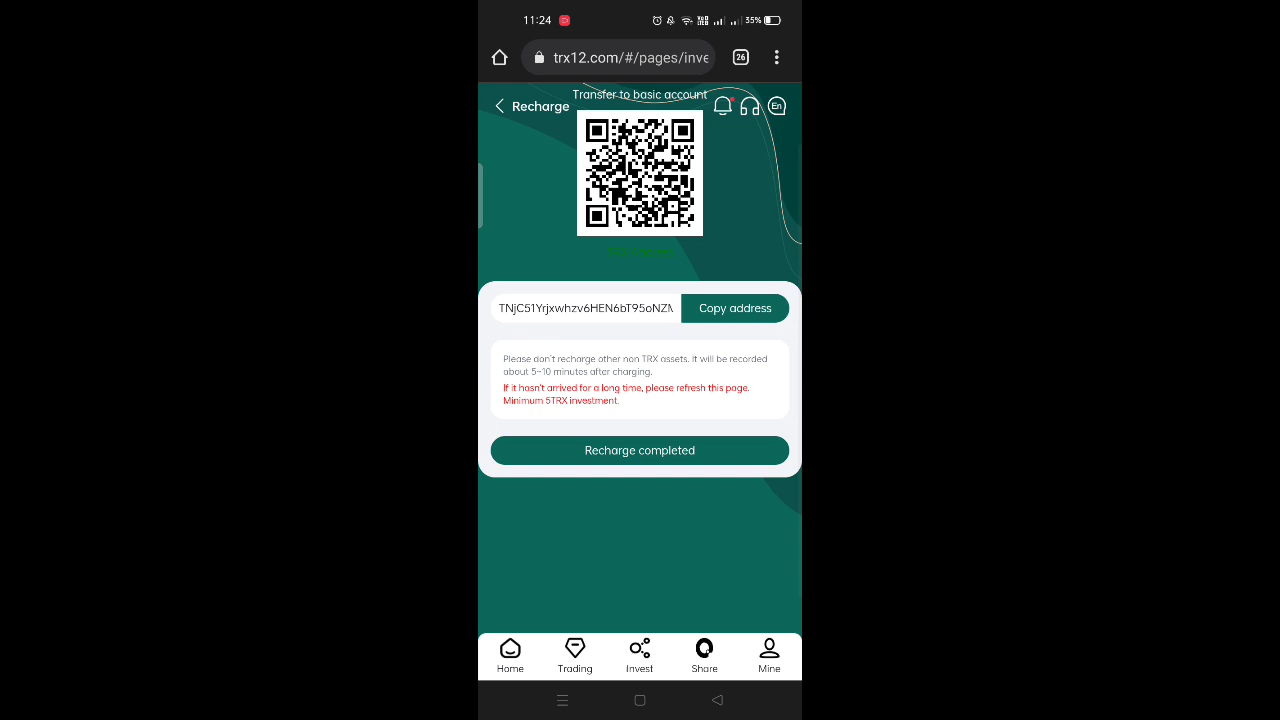 11:24
35%
trx12.com/#/pages/inve
26
Transfer to basic account
Recharge
En
TNjC51Yrjxwhzv6HEN6bT95oNZM
Copy address
Please don't recharge other non TRX assets. It will be recorded
about 5~10 minutes after charging.
If it hasn't arrived for a long time, please refresh this page.
Minimum 5TRX investment.
Recharge completed
Home
Trading
Invest
Share
Mine